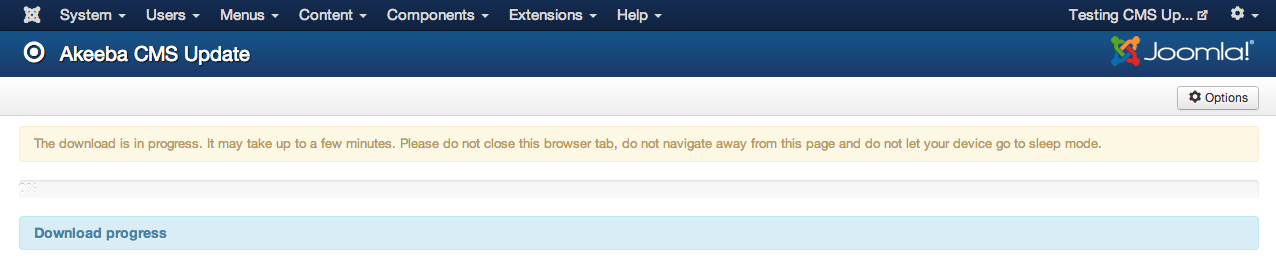 System Users Menus Content Components Extensions Help Testing CMS Up...
Akeeba CMS Update Joomla!®
Options
The download is in progress. It may take up to a few minutes. Please do not close this browser tab, do not navigate away from this page and do not let your device go to sleep mode.
Download progress